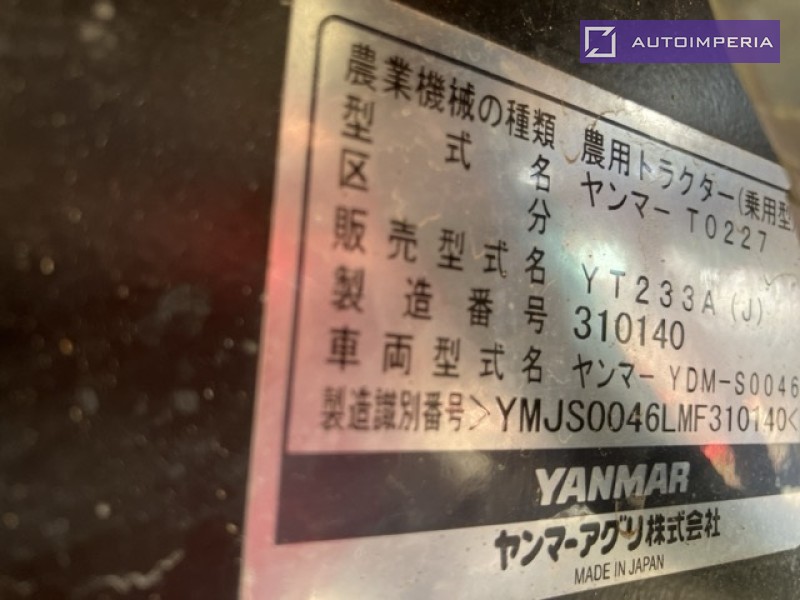 AUTOIMPERIA
農業機械の種類 農用トラクター(乗用型
型式名 ヤンマー T0227
区分
販売型式名 YT233A(J)
製造番号 310140
車両型式名 ヤンマー YDM-S0046
製造識別番号>YMJS0046LMF310140<
YANMAR
ヤンマーアグリ株式会社
MADE IN JAPAN